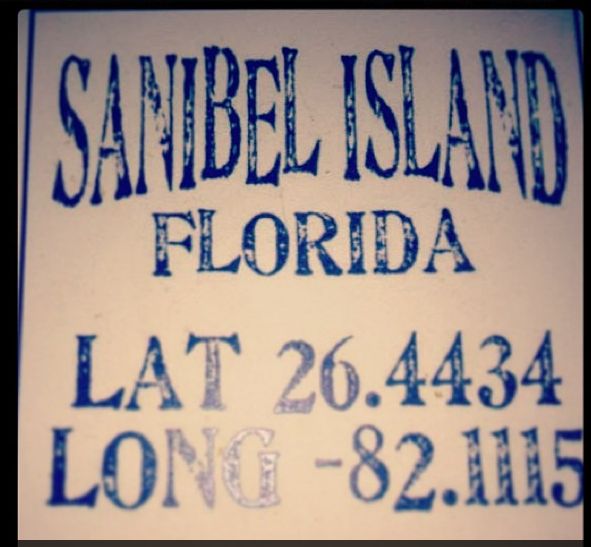 SANIBEL ISLAND
FLORIDA
LAT 26.4434
LONG -82.1115